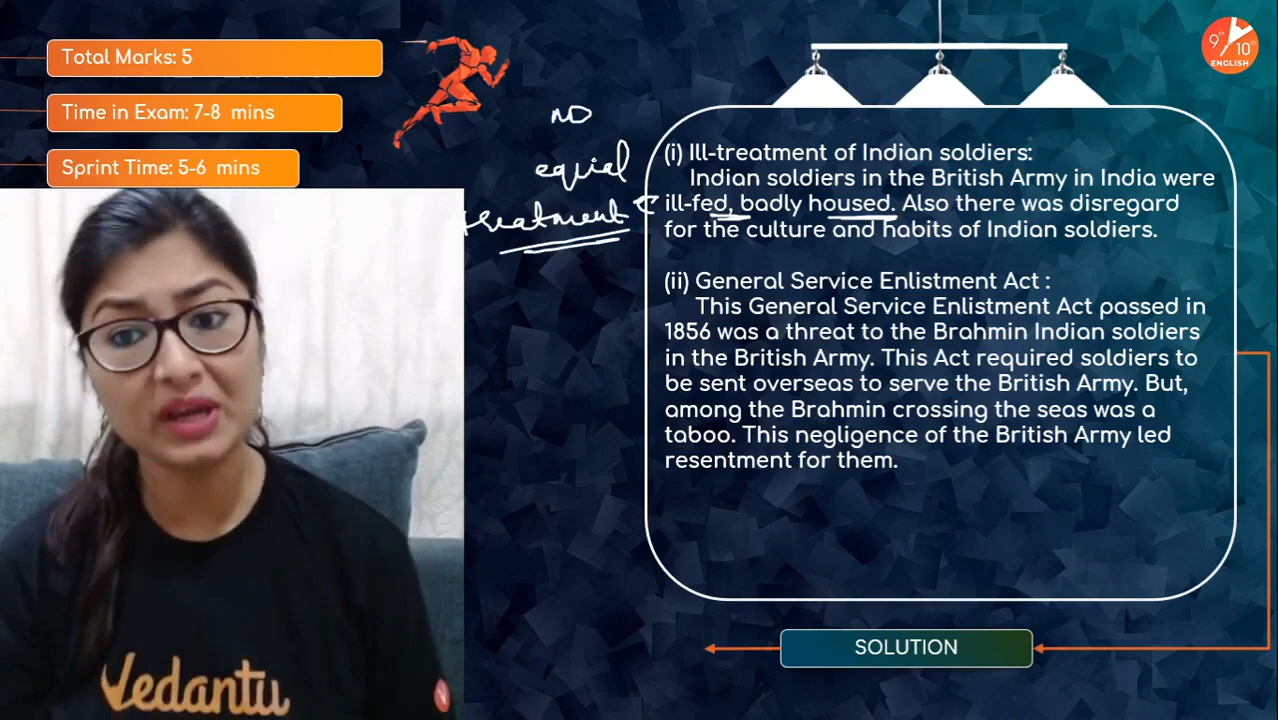 Total Marks: 5
Time in Exam: 7-8 mins
Sprint Time: 5-6 mins
no
equial
treatment
(i) Ill-treatment of Indian soldiers:
Indian soldiers in the British Army in India were
ill-fed, badly housed. Also there was disregard
for the culture and habits of Indian soldiers.
(ii) General Service Enlistment Act :
This General Service Enlistment Act passed in
1856 was a threat to the Brahmin Indian soldiers
in the British Army. This Act required soldiers to
be sent overseas to serve the British Army. But,
among the Brahmin crossing the seas was a
taboo. This negligence of the British Army led
resentment for them.
SOLUTION
9th 10th
ENGLISH
Vedantu